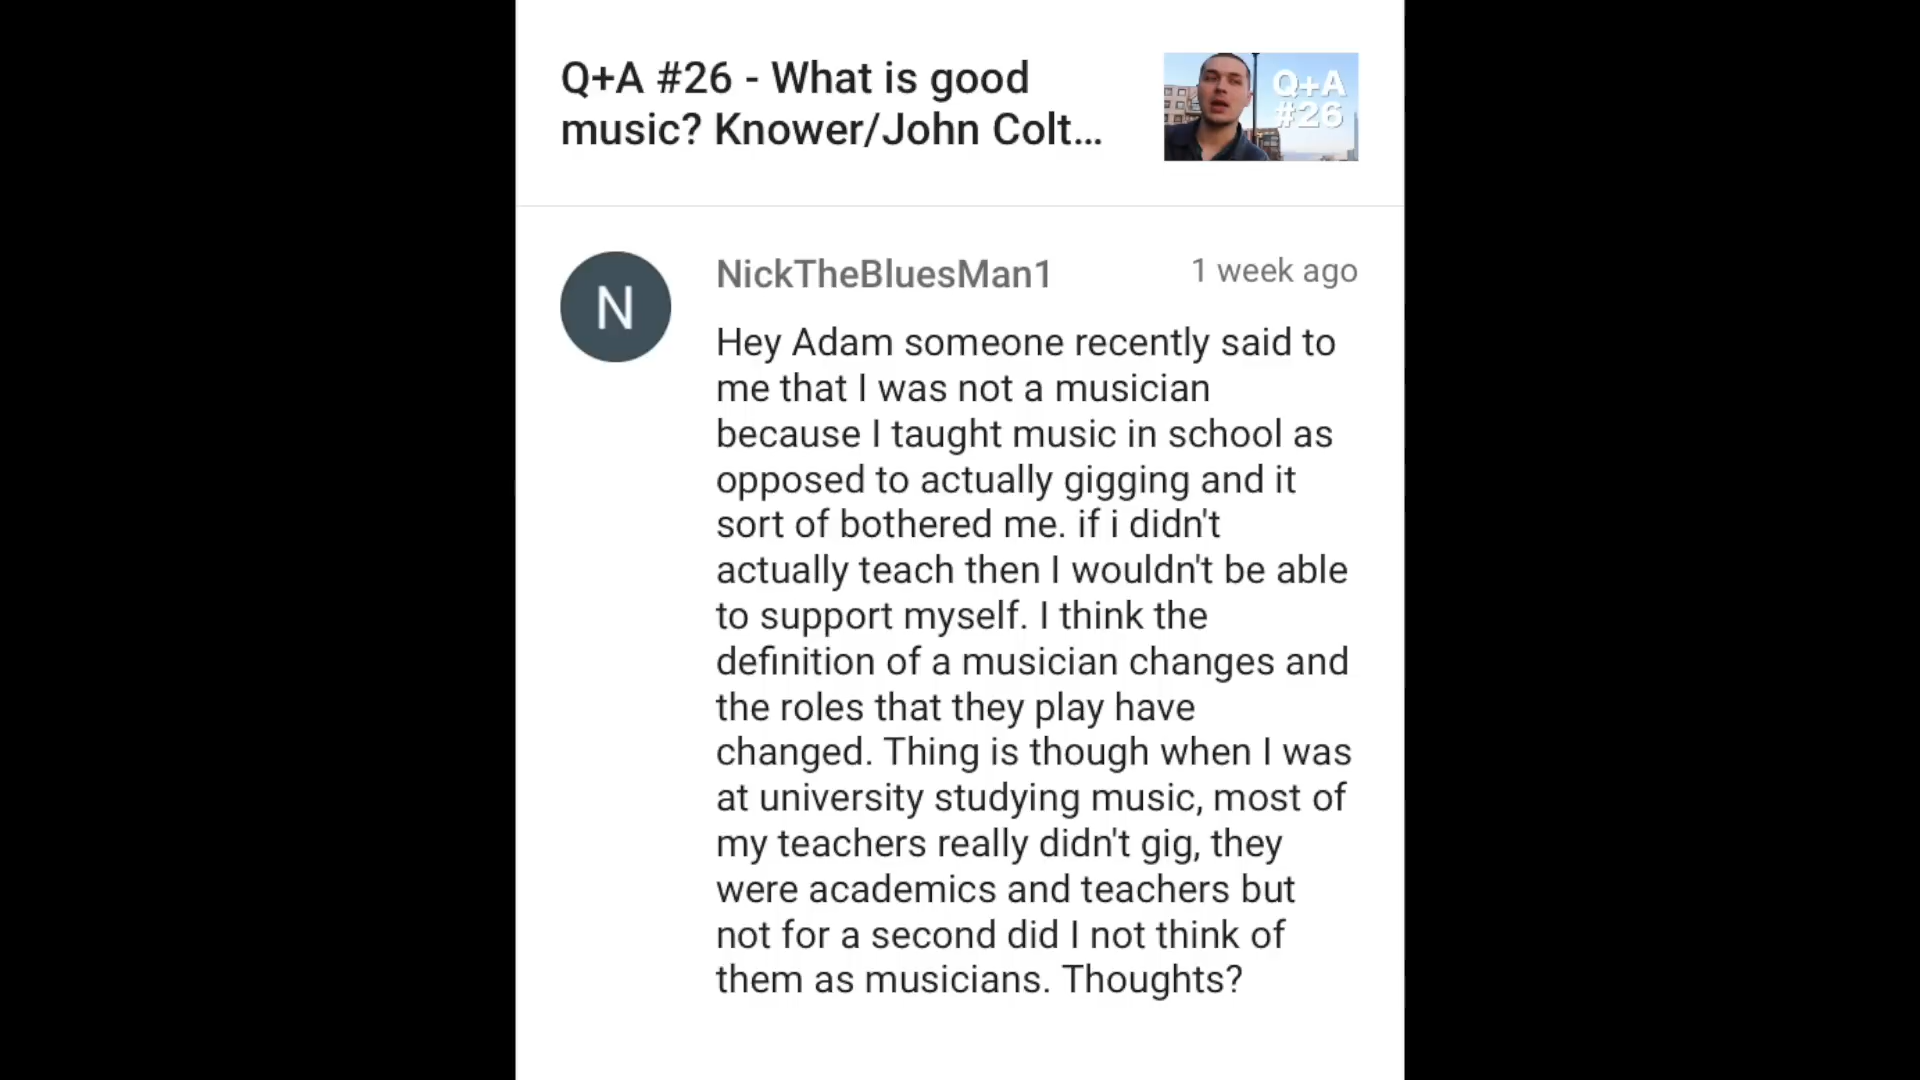 Q+A #26 - What is good
music? Knower/John Colt...
Q+A
#26
N
NickTheBluesMan1
1 week ago
Hey Adam someone recently said to
me that I was not a musician
because I taught music in school as
opposed to actually gigging and it
sort of bothered me. if i didn't
actually teach then I wouldn't be able
to support myself. I think the
definition of a musician changes and
the roles that they play have
changed. Thing is though when I was
at university studying music, most of
my teachers really didn't gig, they
were academics and teachers but
not for a second did I not think of
them as musicians. Thoughts?